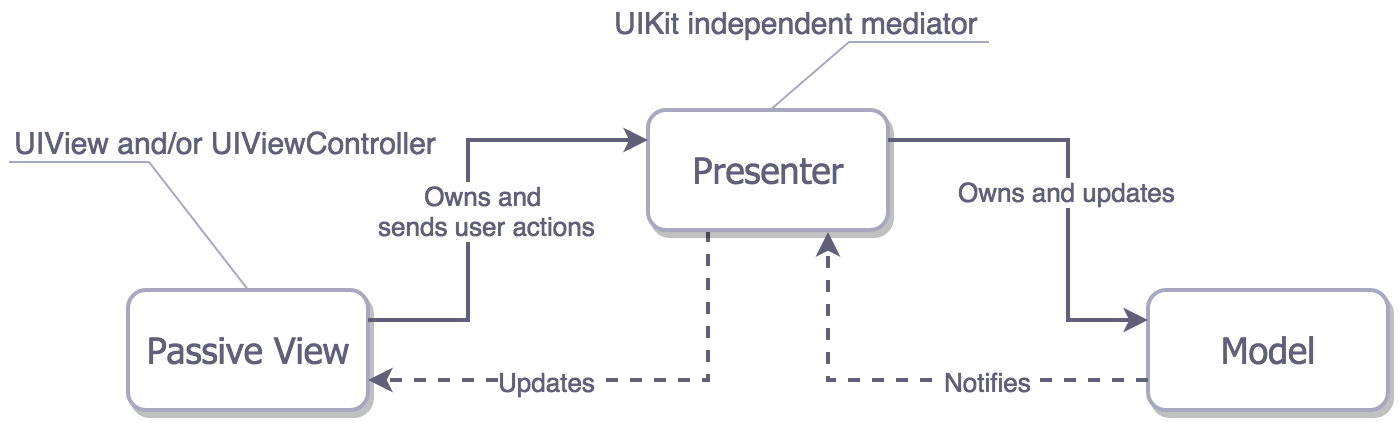 UIKit independent mediator
UIView and/or UIViewController
Presenter
Owns and
sends user actions
Owns and updates
Passive View
Updates
Notifies
Model